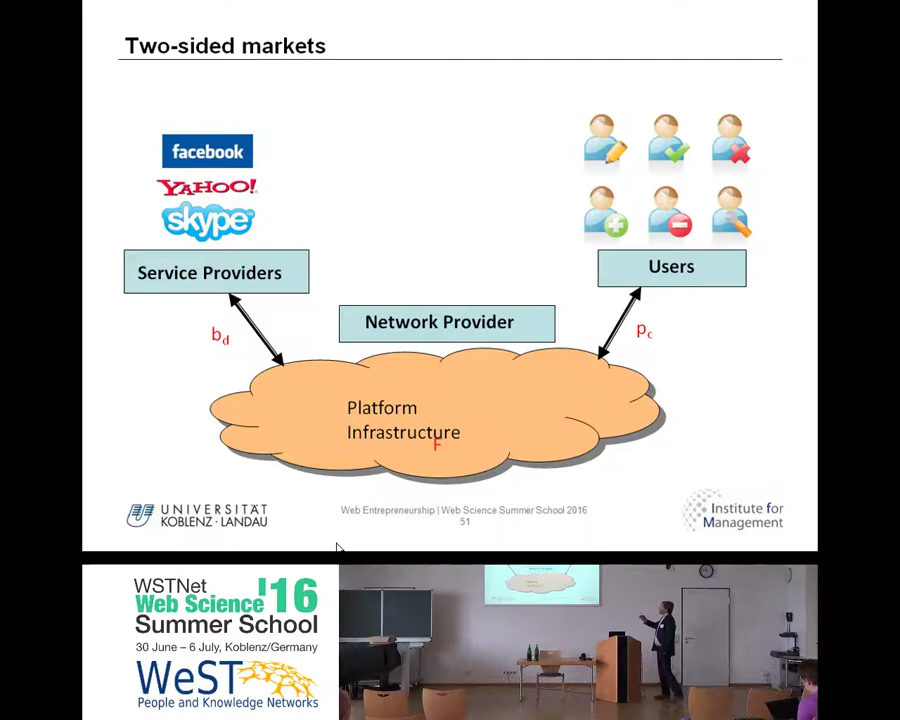 Two-sided markets
facebook
YAHOO!
skype
Service Providers
Users
Network Provider
b_d
p_c
Platform
Infrastructure
F
UNIVERSITÄT
KOBLENZ · LANDAU
Web Entrepreneurship | Web Science Summer School 2016
51
Institute for
Management
WSTNet
Web Science '16
Summer School
30 June – 6 July, Koblenz/Germany
WeST
People and Knowledge Networks